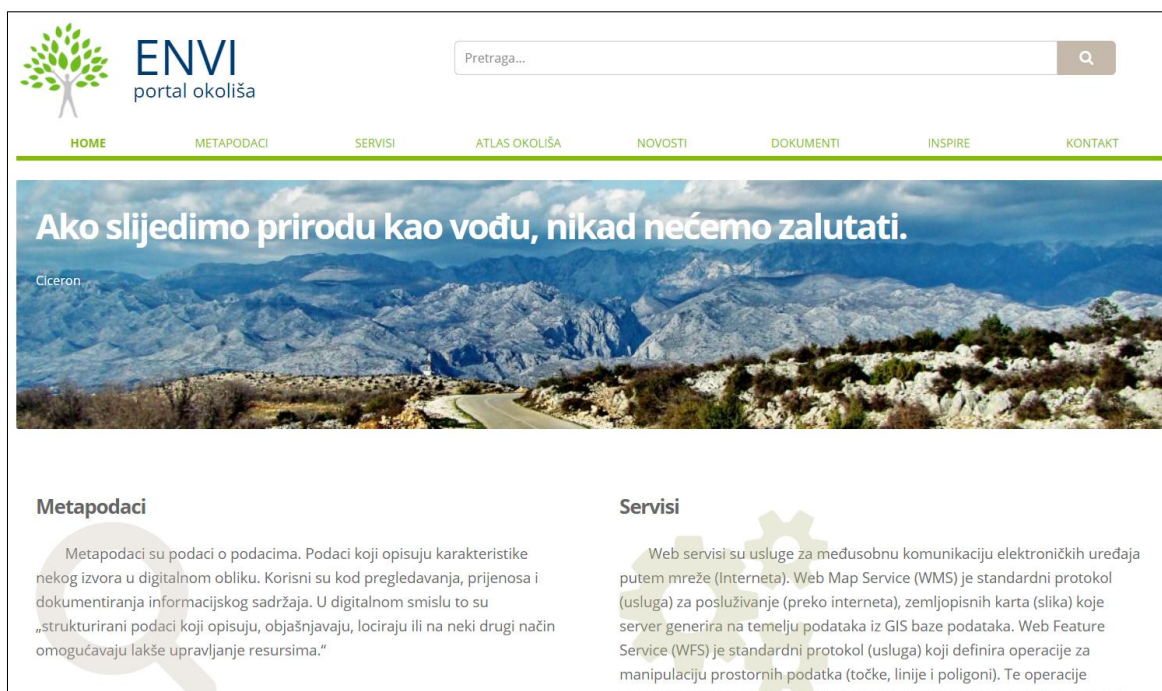 ENVI
portal okoliša
Pretraga...
HOME METAPODACI SERVISI ATLAS OKOLIŠA NOVOSTI DOKUMENTI INSPIRE KONTAKT
Ako slijedimo prirodu kao vođu, nikad nećemo zalutati.
Ciceron
Metapodaci
Metapodaci su podaci o podacima. Podaci koji opisuju karakteristike
nekog izvora u digitalnom obliku. Korisni su kod pregledavanja, prijenosa i
dokumentiranja informacijskog sadržaja. U digitalnom smislu to su
„strukturirani podaci koji opisuju, objašnjavaju, lociraju ili na neki drugi način
omogućavaju lakše upravljanje resursima.“
Servisi
Web servisi su usluge za međusobnu komunikaciju elektroničkih uređaja
putem mreže (Interneta). Web Map Service (WMS) je standardni protokol
(usluga) za posluživanje (preko interneta), zemljopisnih karta (slika) koje
server generira na temelju podataka iz GIS baze podataka. Web Feature
Service (WFS) je standardni protokol (usluga) koji definira operacije za
manipulaciju prostornih podatka (točke, linije i poligoni). Te operacije